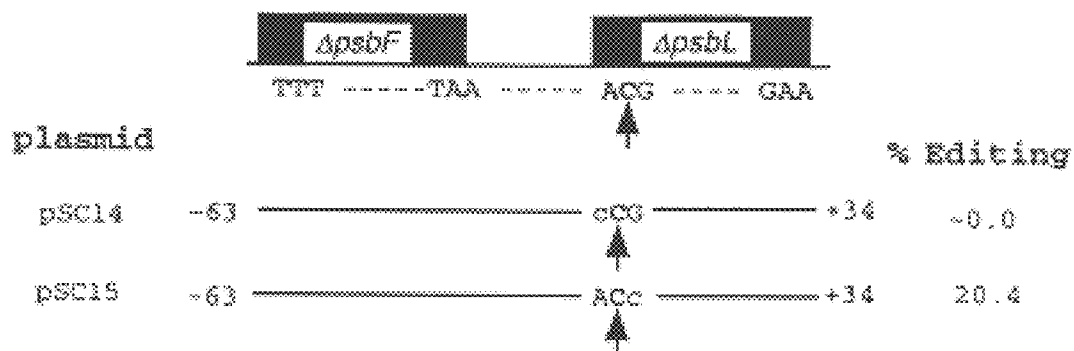 ΔpsbF ΔpsbL
TTT ------TAA ------ ACG ---- GAA
plasmid % Editing
pSC14 -63 cCG +34 ~0.0
pSC15 -63 ACc +34 20.4